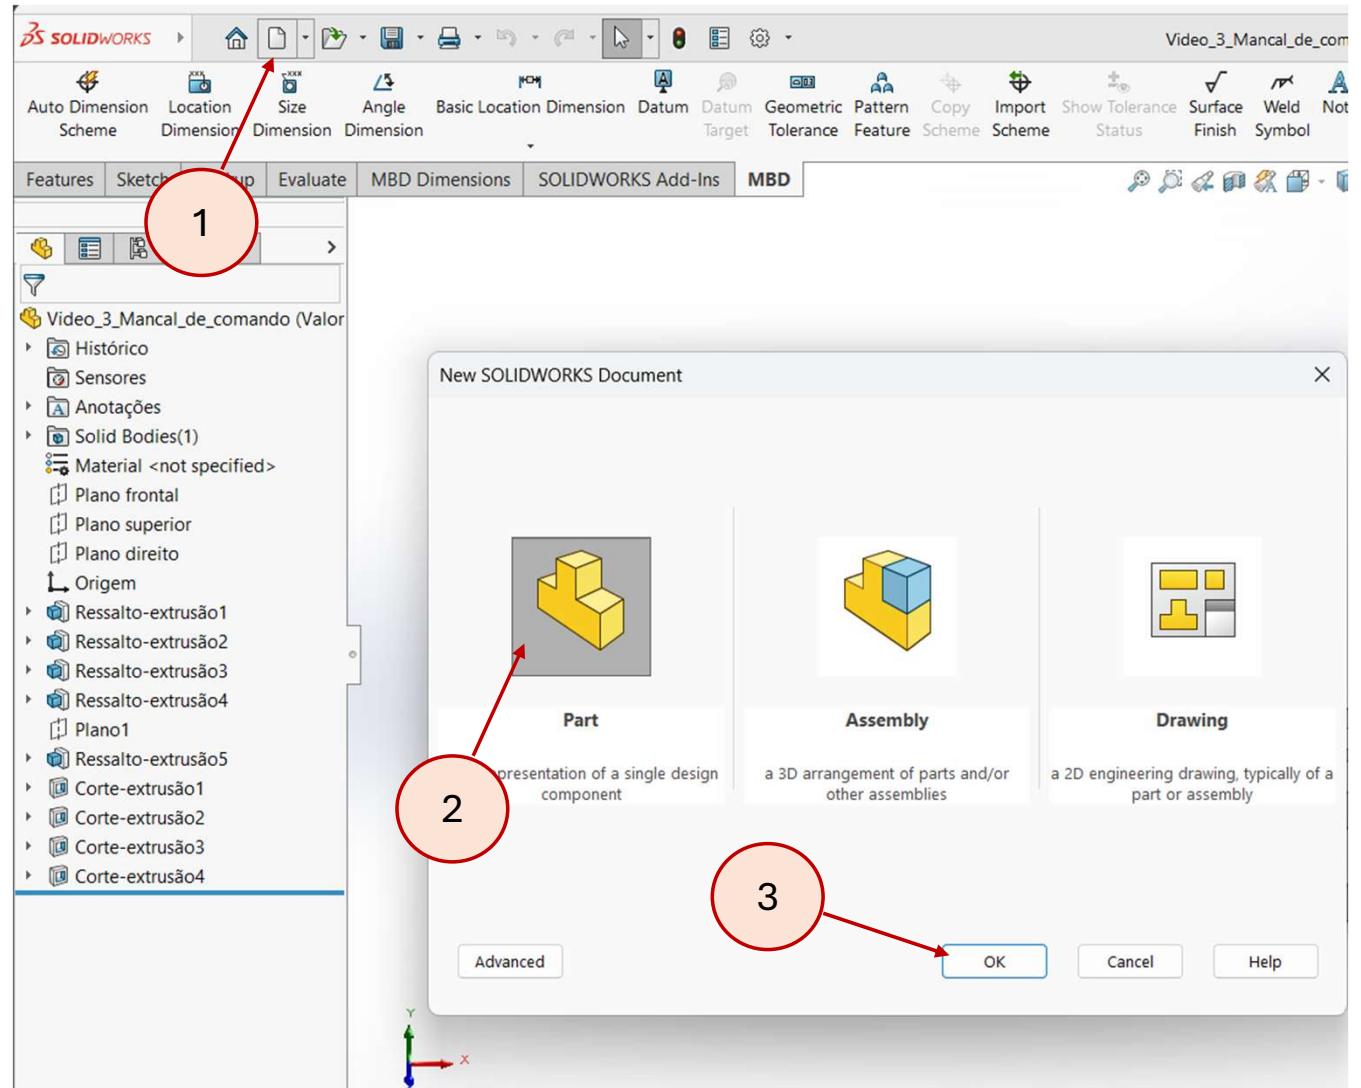 SOLIDWORKS
Video_3_Mancal_de_com
Auto Dimension Scheme
Location Dimension
Size Dimension
Angle Dimension
Basic Location Dimension
Datum
Datum Target
Geometric Tolerance
Pattern Feature
Copy Scheme
Import Scheme
Show Tolerance Status
Surface Finish
Weld Symbol
Not
Features
Sketch
up
Evaluate
MBD Dimensions
SOLIDWORKS Add-Ins
MBD
1
Video_3_Mancal_de_comando (Valor
Histórico
Sensores
Anotações
Solid Bodies(1)
Material <not specified>
Plano frontal
Plano superior
Plano direito
Origem
Ressalto-extrusão1
Ressalto-extrusão2
Ressalto-extrusão3
Ressalto-extrusão4
Plano1
Ressalto-extrusão5
Corte-extrusão1
Corte-extrusão2
Corte-extrusão3
Corte-extrusão4
New SOLIDWORKS Document
Part
presentation of a single design
component
Assembly
a 3D arrangement of parts and/or
other assemblies
Drawing
a 2D engineering drawing, typically of a
part or assembly
2
3
Advanced
OK
Cancel
Help
Y
X